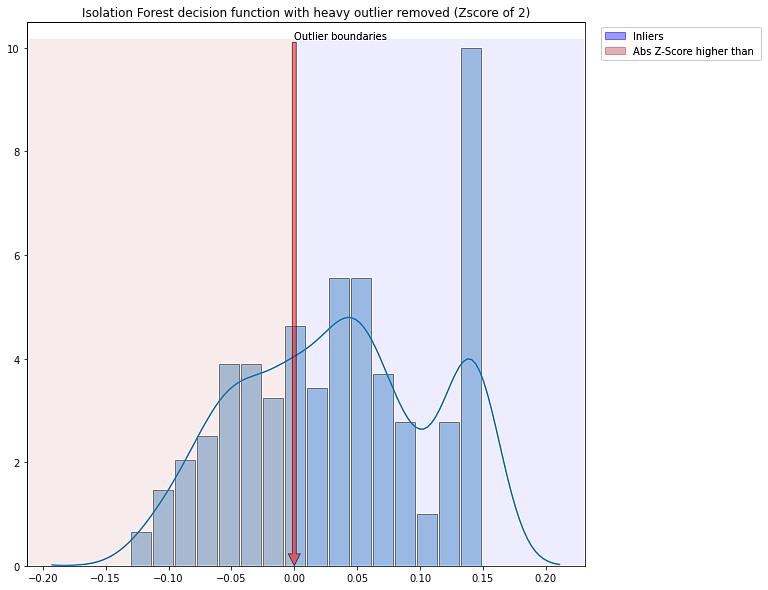 Isolation Forest decision function with heavy outlier removed (Zscore of 2)
Outlier boundaries
Inliers
Abs Z-Score higher than
10
8
6
4
2
0
−0.20 −0.15 −0.10 −0.05 0.00 0.05 0.10 0.15 0.20